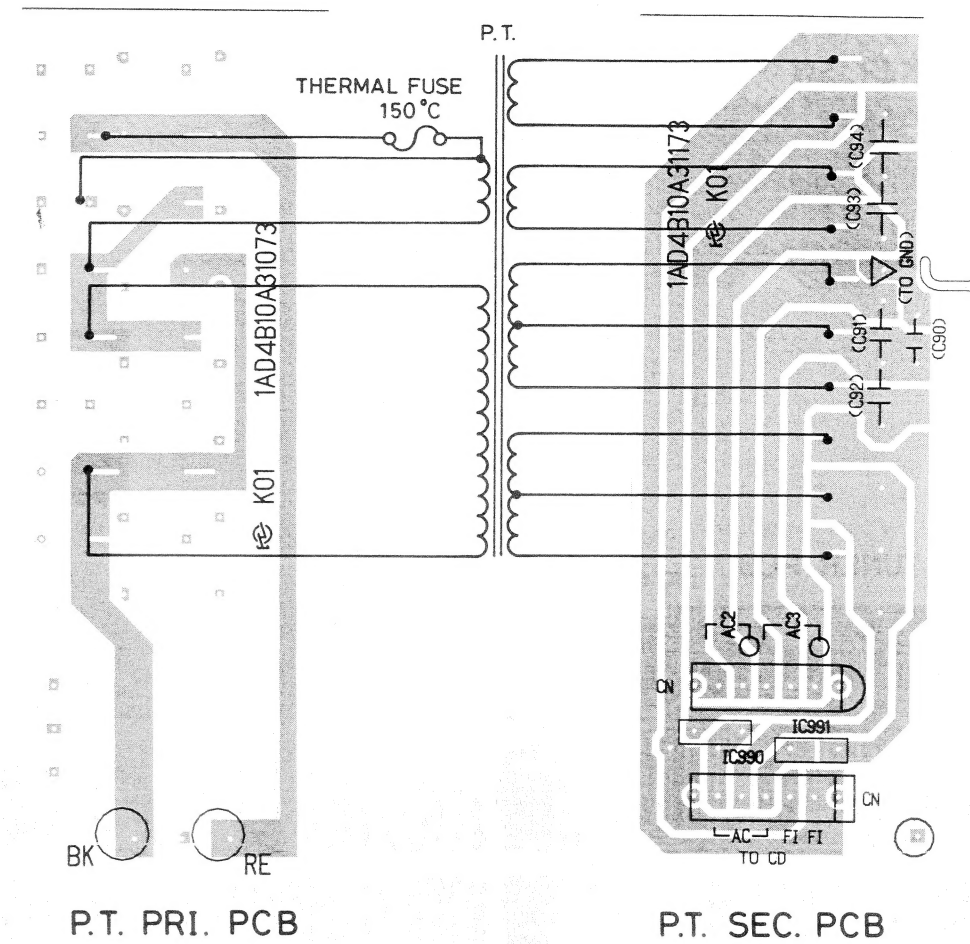 P.T.
THERMAL FUSE
150°C
1AD4B10A31073
K01
BK
RE
P.T. PRI. PCB
1AD4B10A31173
K01
(C94)
(C93)
(TO GND)
(C91)
(C90)
(C92)
AC2
AC3
CN
IC991
IC990
CN
AC FI FI
TO CD
P.T. SEC. PCB